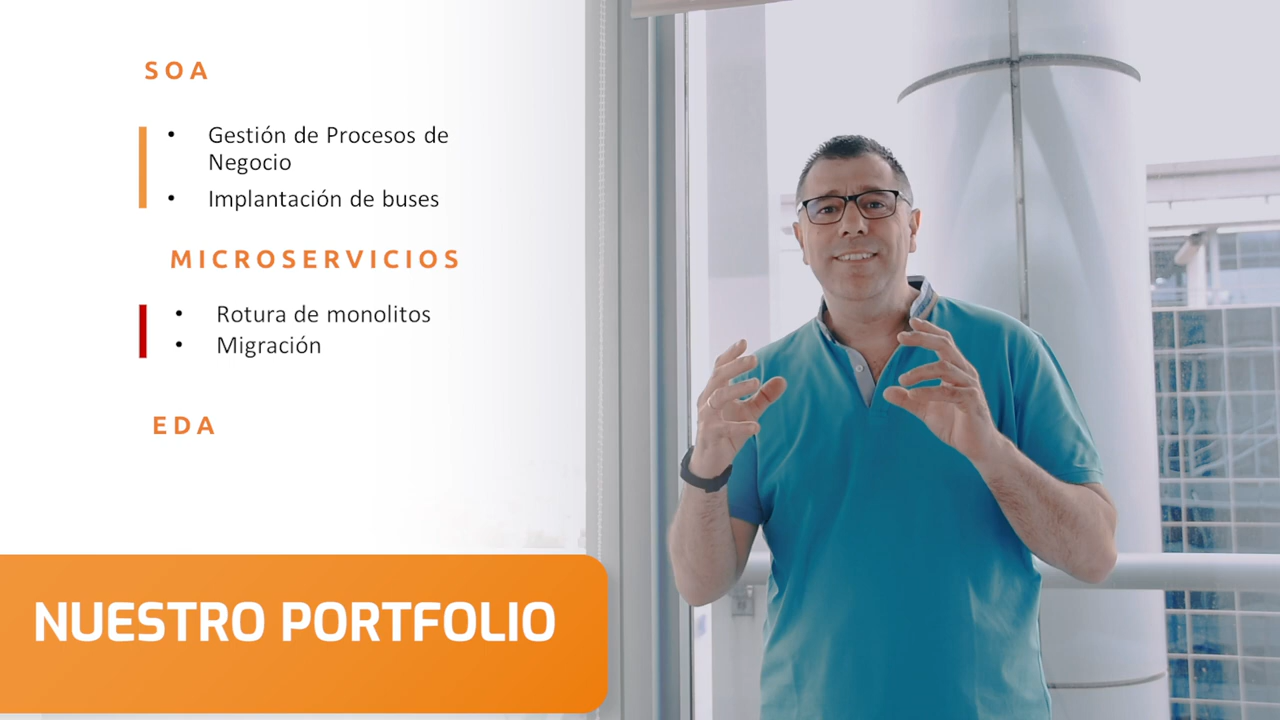 SOA
• Gestión de Procesos de
Negocio
• Implantación de buses
MICROSERVICIOS
• Rotura de monolitos
• Migración
EDA
NUESTRO PORTFOLIO